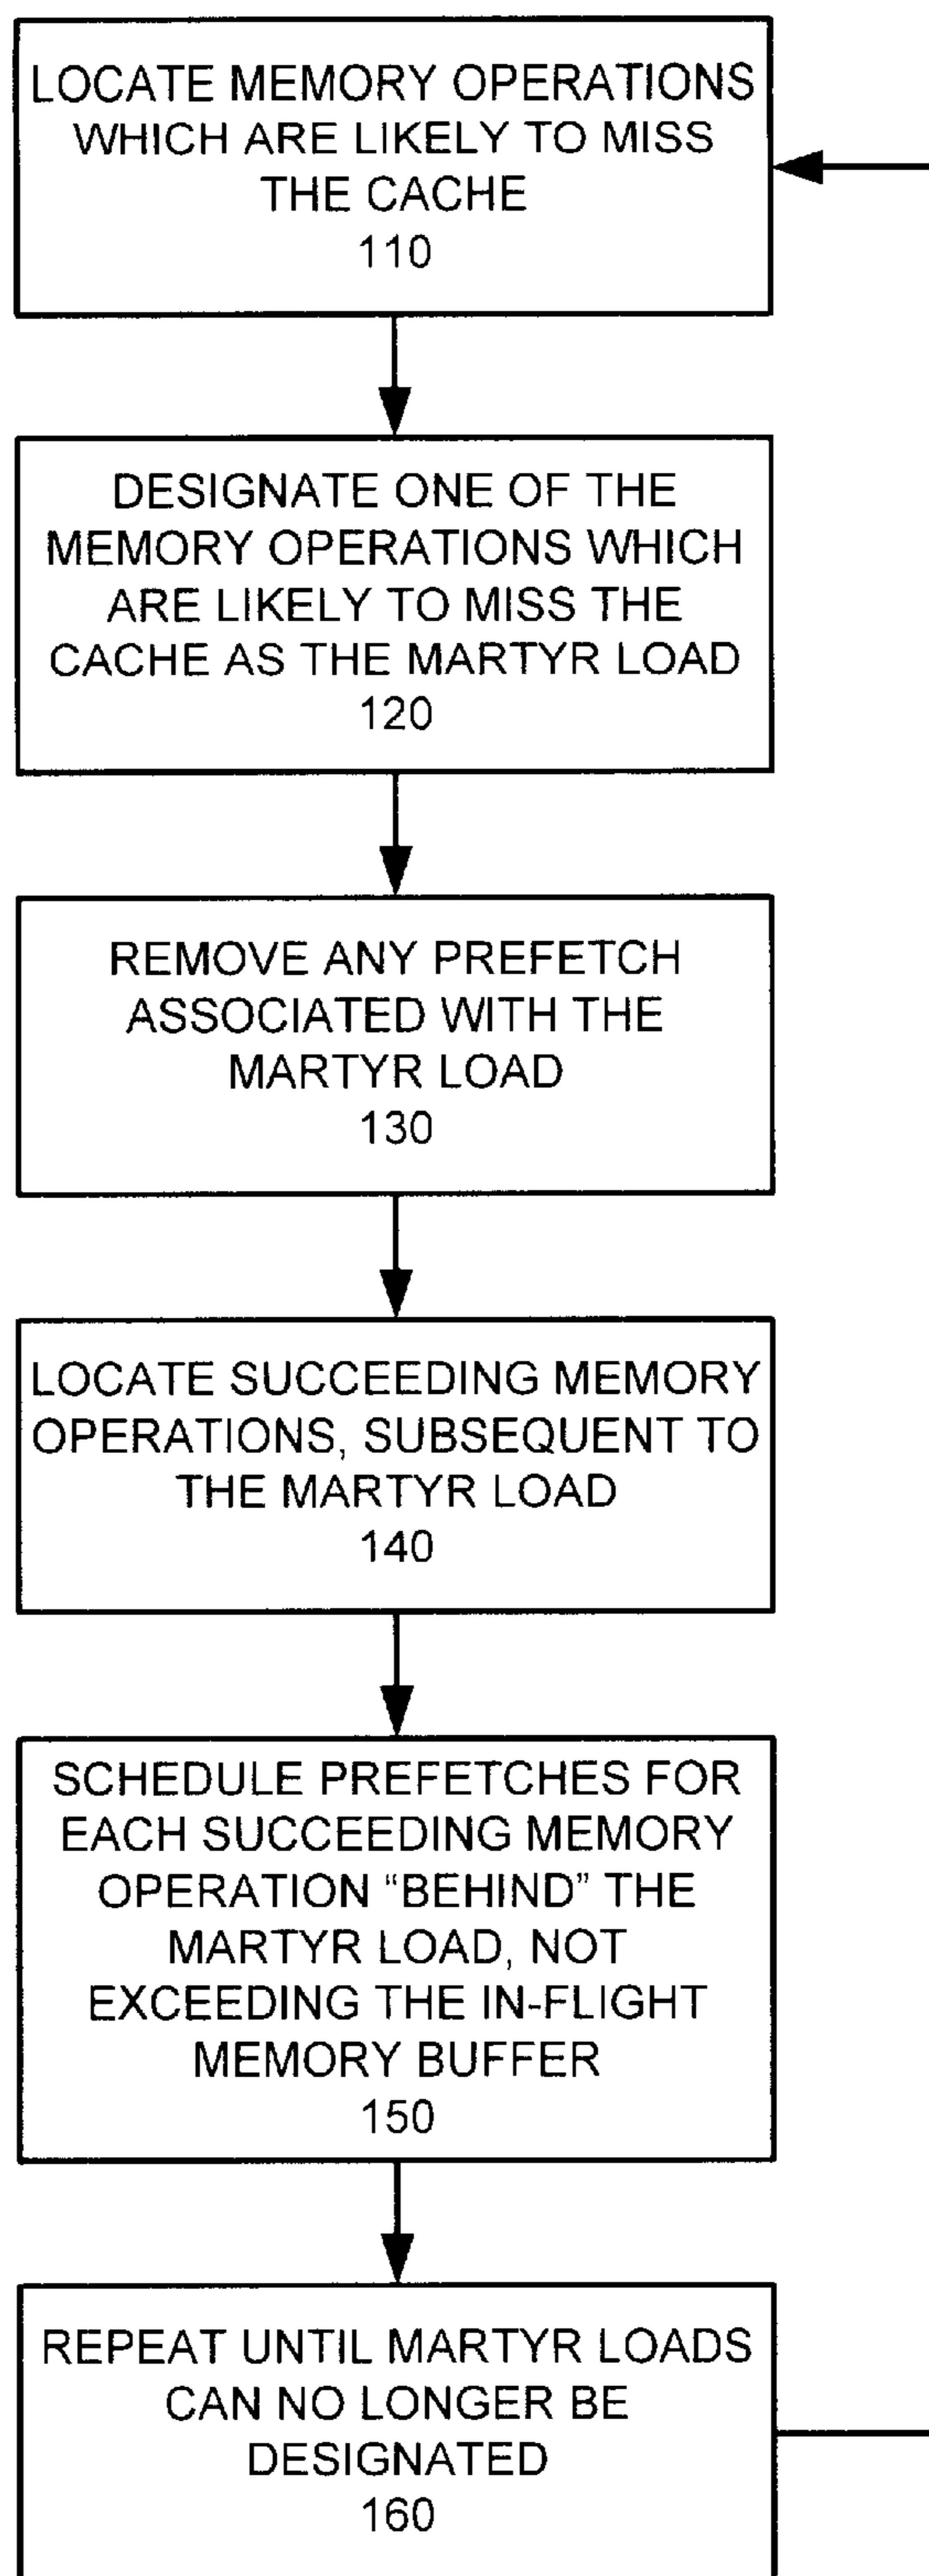 LOCATE MEMORY OPERATIONS
WHICH ARE LIKELY TO MISS
THE CACHE
110
DESIGNATE ONE OF THE
MEMORY OPERATIONS WHICH
ARE LIKELY TO MISS THE
CACHE AS THE MARTYR LOAD
120
REMOVE ANY PREFETCH
ASSOCIATED WITH THE
MARTYR LOAD
130
LOCATE SUCCEEDING MEMORY
OPERATIONS, SUBSEQUENT TO
THE MARTYR LOAD
140
SCHEDULE PREFETCHES FOR
EACH SUCCEEDING MEMORY
OPERATION “BEHIND” THE
MARTYR LOAD, NOT
EXCEEDING THE IN-FLIGHT
MEMORY BUFFER
150
REPEAT UNTIL MARTYR LOADS
CAN NO LONGER BE
DESIGNATED
160